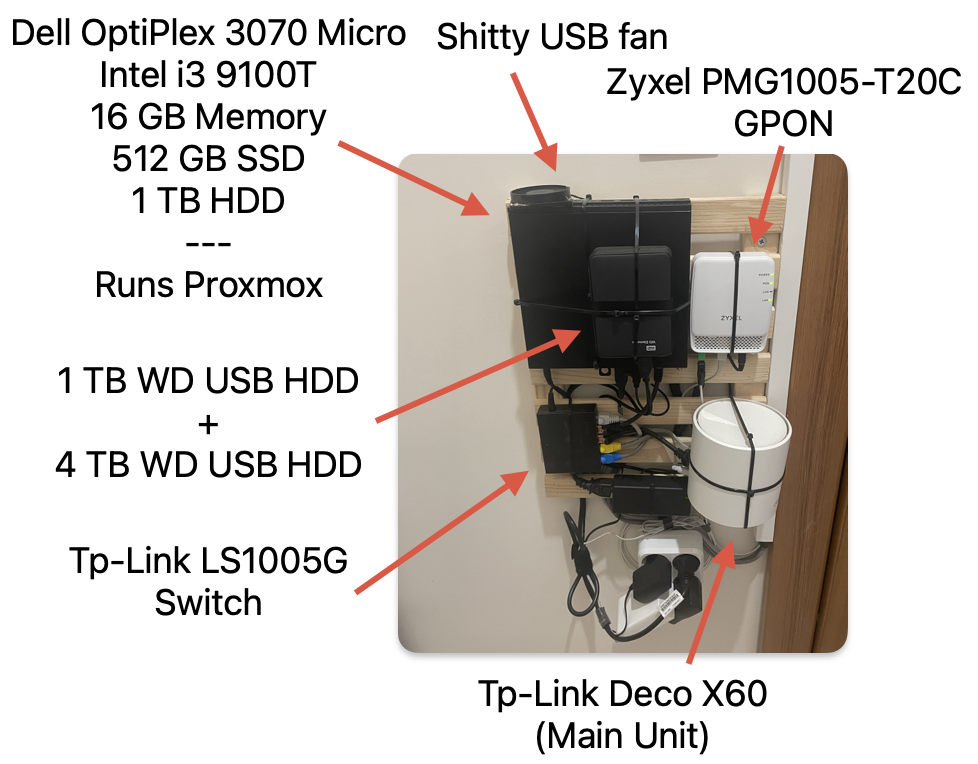 Dell OptiPlex 3070 Micro
Intel i3 9100T
16 GB Memory
512 GB SSD
1 TB HDD
---
Runs Proxmox
Shitty USB fan
Zyxel PMG1005-T20C
GPON
1 TB WD USB HDD
+
4 TB WD USB HDD
Tp-Link LS1005G
Switch
Tp-Link Deco X60
(Main Unit)
ZYXEL